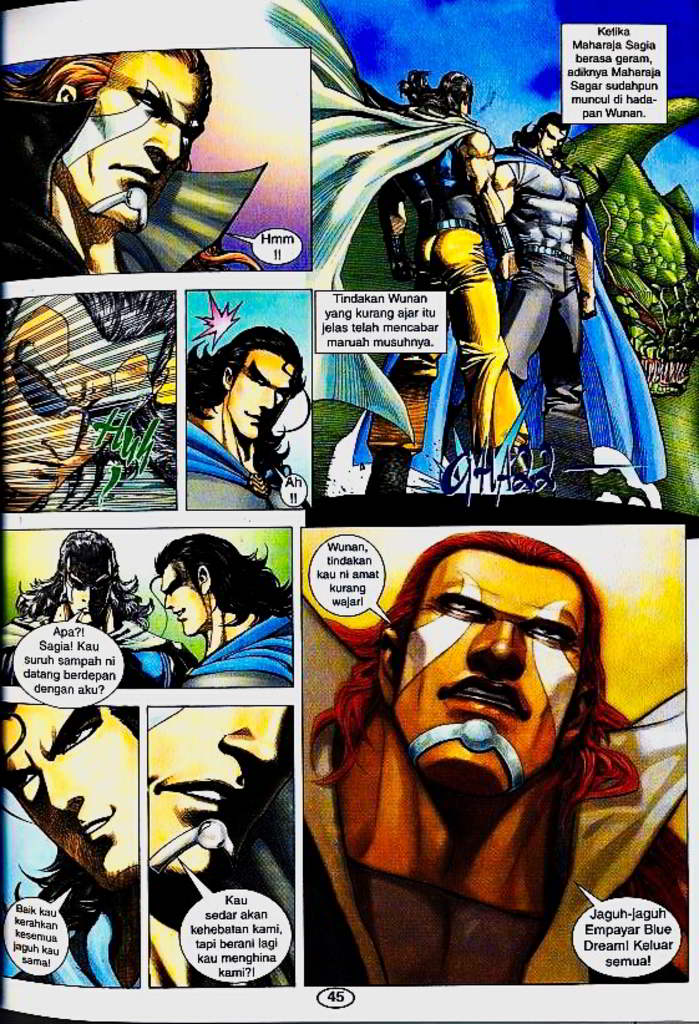 Hmm
!!
Ketika
Maharaja Sagia
berasa geram,
adiknya Maharaja
Sagar sudahpun
muncul di hada-
pan Wunan.
Tindakan Wunan
yang kurang ajar itu
jelas telah mencabar
maruah musuhnya.
Ah
!!
Apa?!
Sagia! Kau
suruh sampah ni
datang berdepan
dengan aku?
Wunan,
tindakan
kau ni amat
kurang
wajar!
Baik kau
kerahkan
kesemua
jaguh kau
sama!
Kau
sedar akan
kehebatan kami,
tapi berani lagi
kau menghina
kami?!
Jaguh-jaguh
Empayar Blue
Dream! Keluar
semua!
45